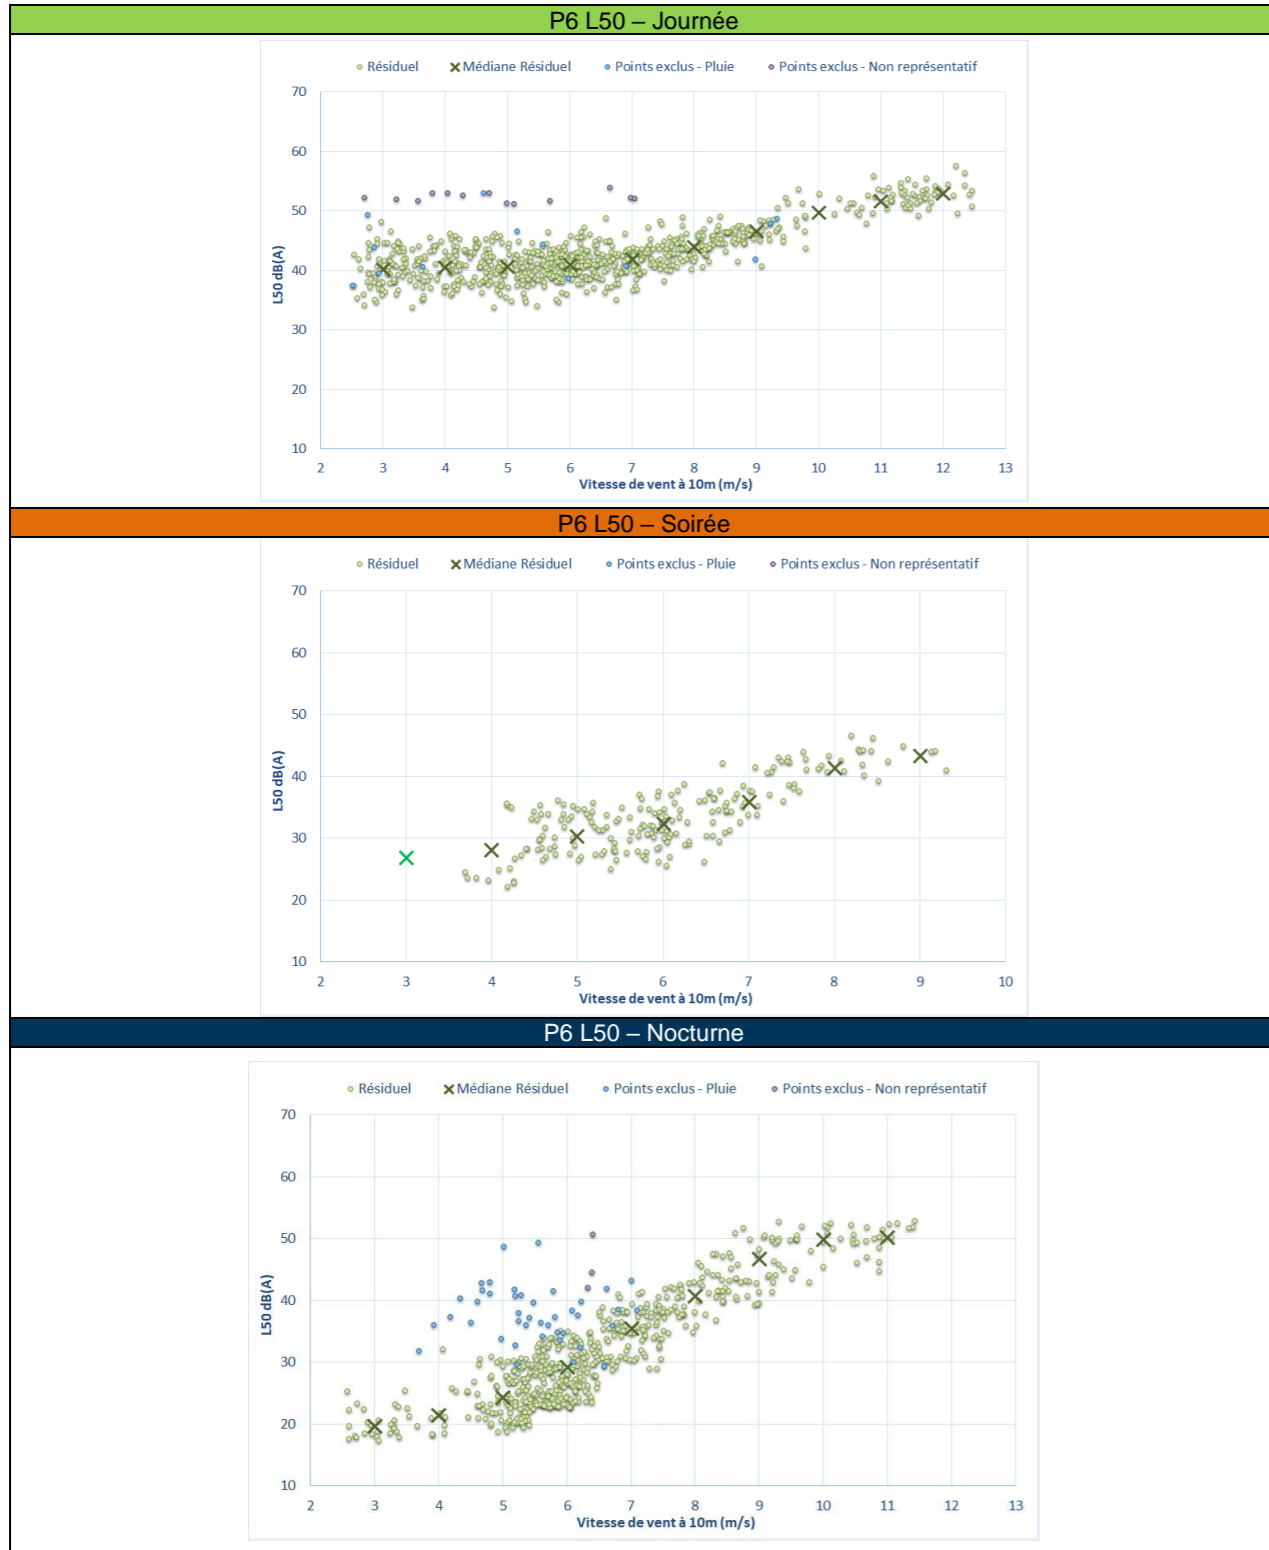 P6 L50 – Journée
Résiduel Médiane Résiduel Points exclus - Pluie Points exclus - Non représentatif
70
60
50
40
30
20
10
L50 dB(A)
2 3 4 5 6 7 8 9 10 11 12 13
Vitesse de vent à 10m (m/s)
P6 L50 – Soirée
Résiduel Médiane Résiduel Points exclus - Pluie Points exclus - Non représentatif
70
60
50
40
30
20
10
L50 dB(A)
2 3 4 5 6 7 8 9 10
Vitesse de vent à 10m (m/s)
P6 L50 – Nocturne
Résiduel Médiane Résiduel Points exclus - Pluie Points exclus - Non représentatif
70
60
50
40
30
20
10
L50 dB(A)
2 3 4 5 6 7 8 9 10 11 12 13
Vitesse de vent à 10m (m/s)